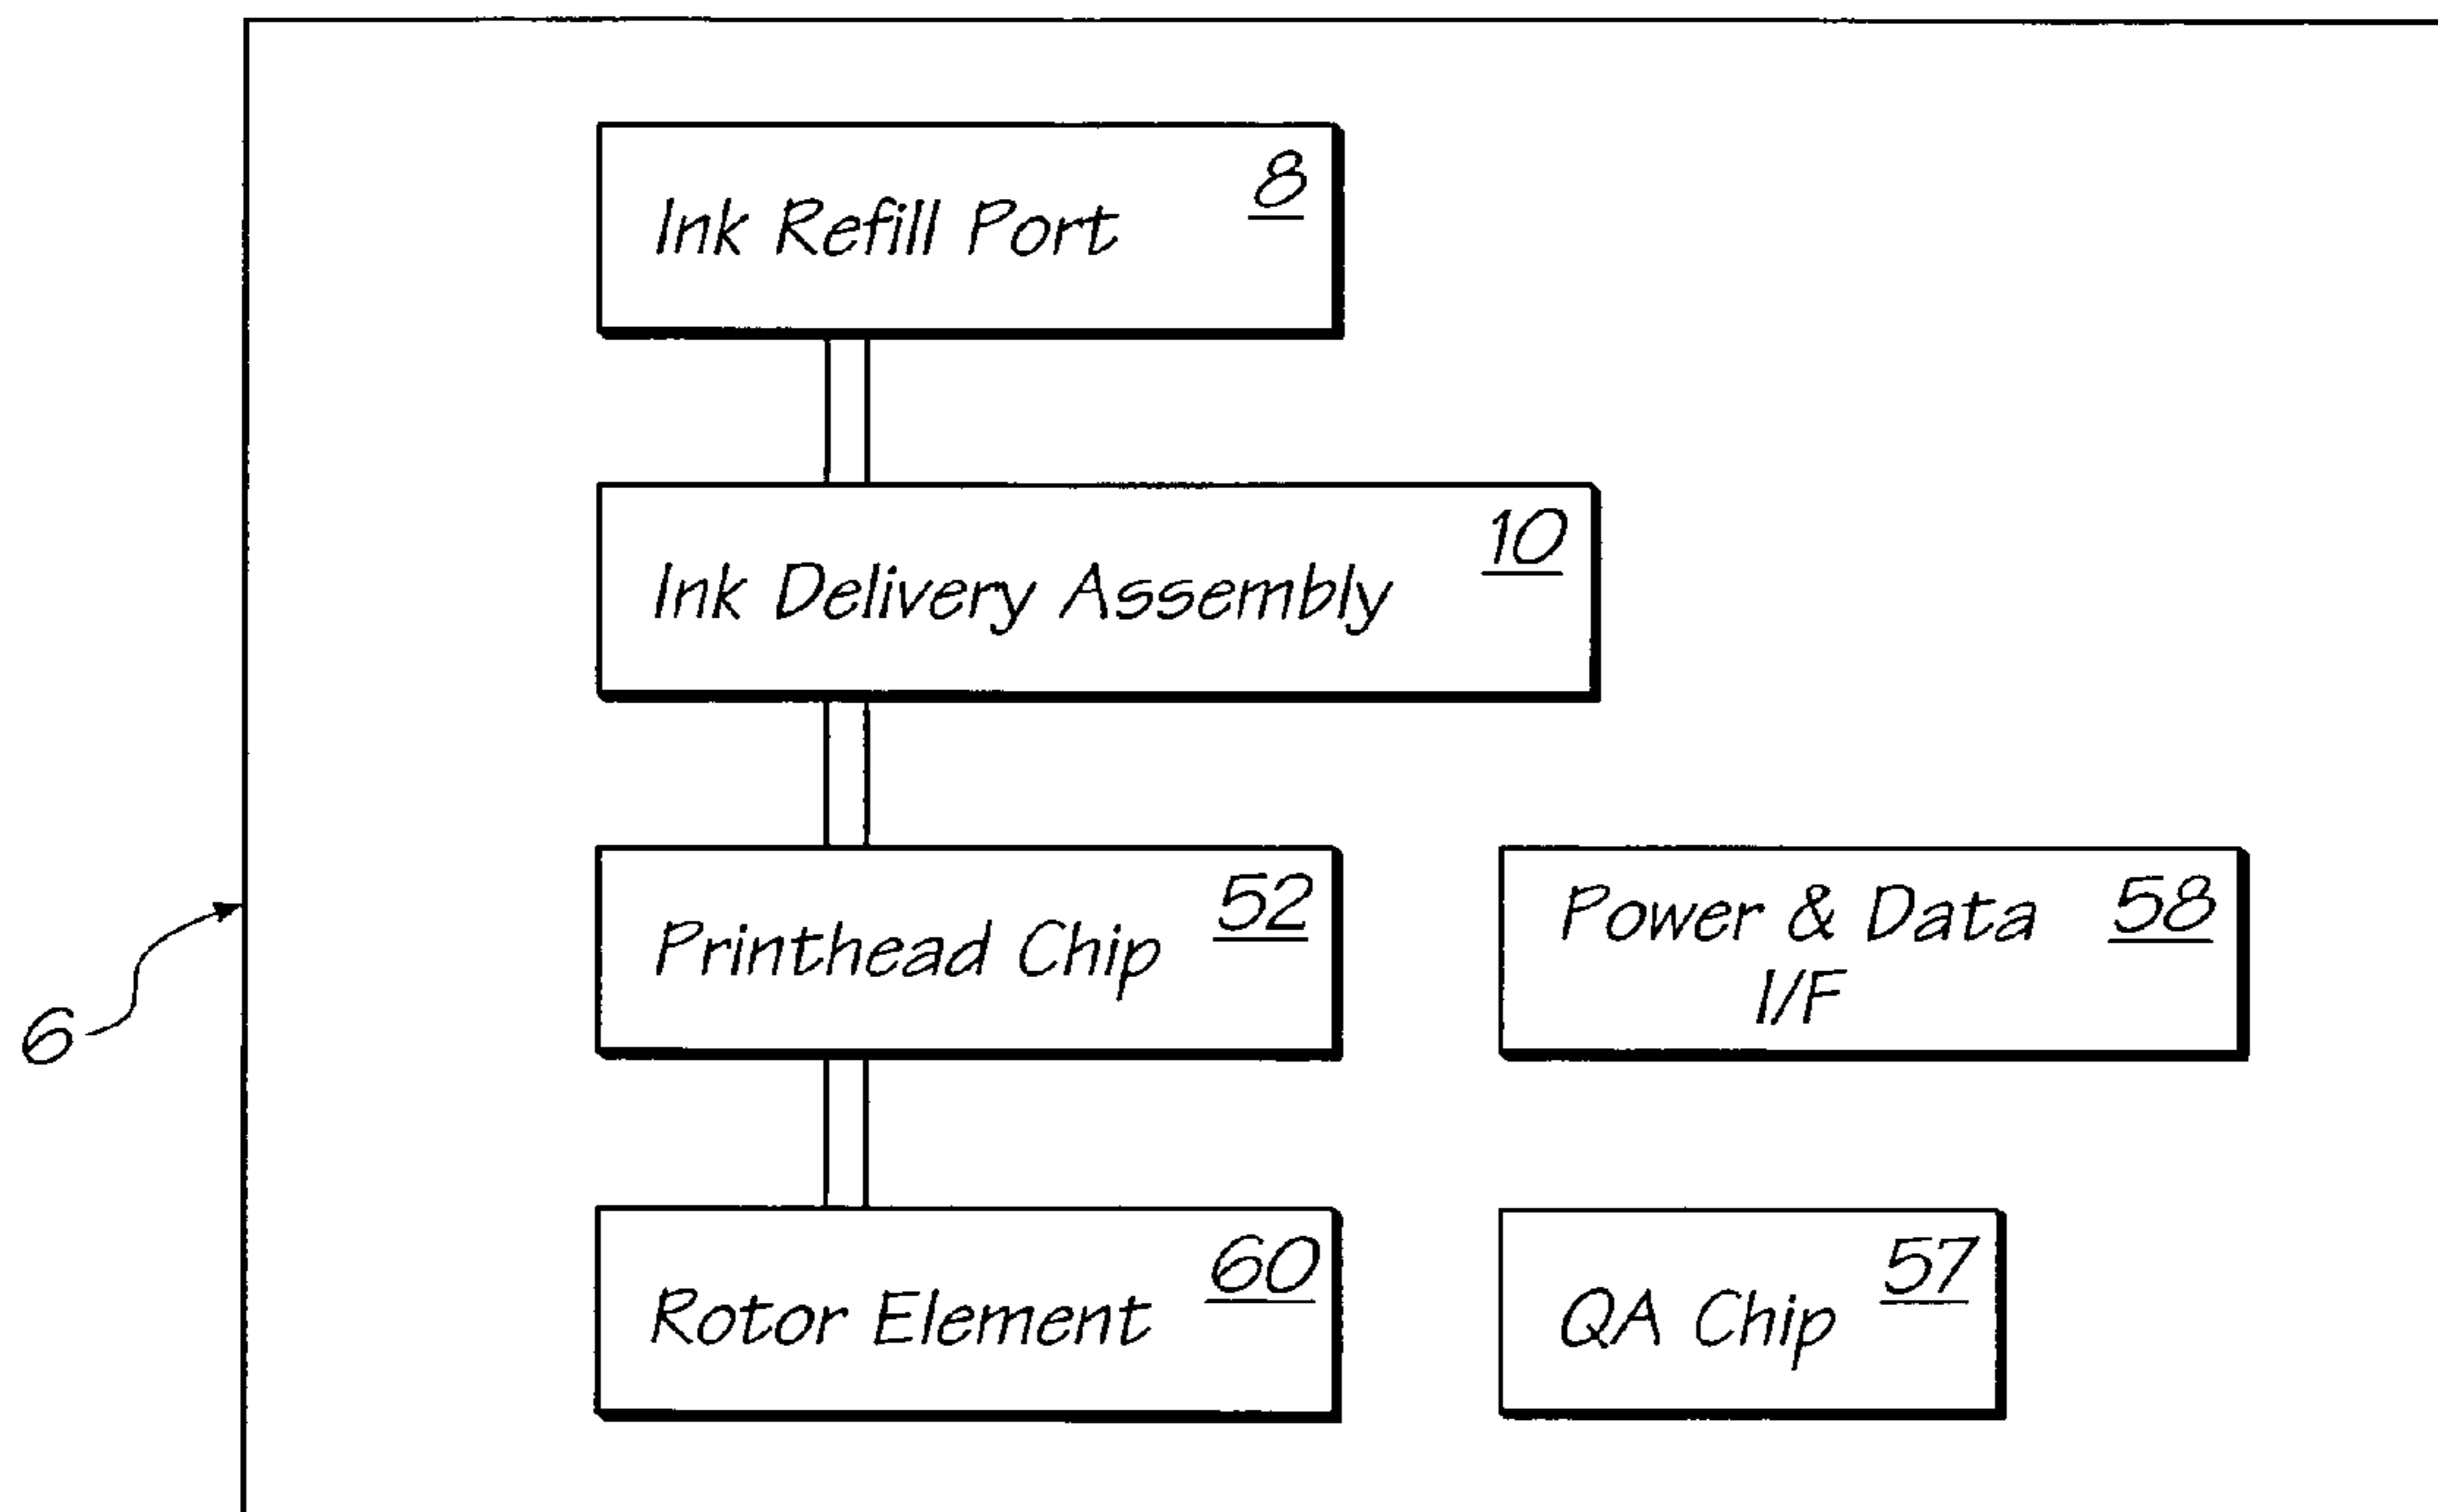 8
Ink Refill Port
10
Ink Delivery Assembly
52
Printhead Chip
58
Power & Data
I/F
6
60
Rotor Element
57
QA Chip